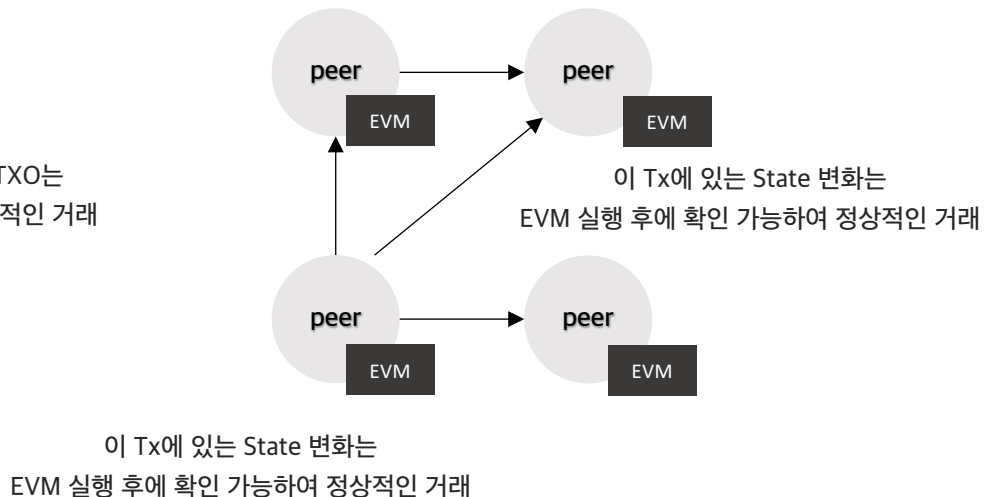 peer
peer
EVM
EVM
TXO는
적인 거래
이 Tx에 있는 State 변화는
EVM 실행 후에 확인 가능하여 정상적인 거래
peer
peer
EVM
EVM
이 Tx에 있는 State 변화는
EVM 실행 후에 확인 가능하여 정상적인 거래